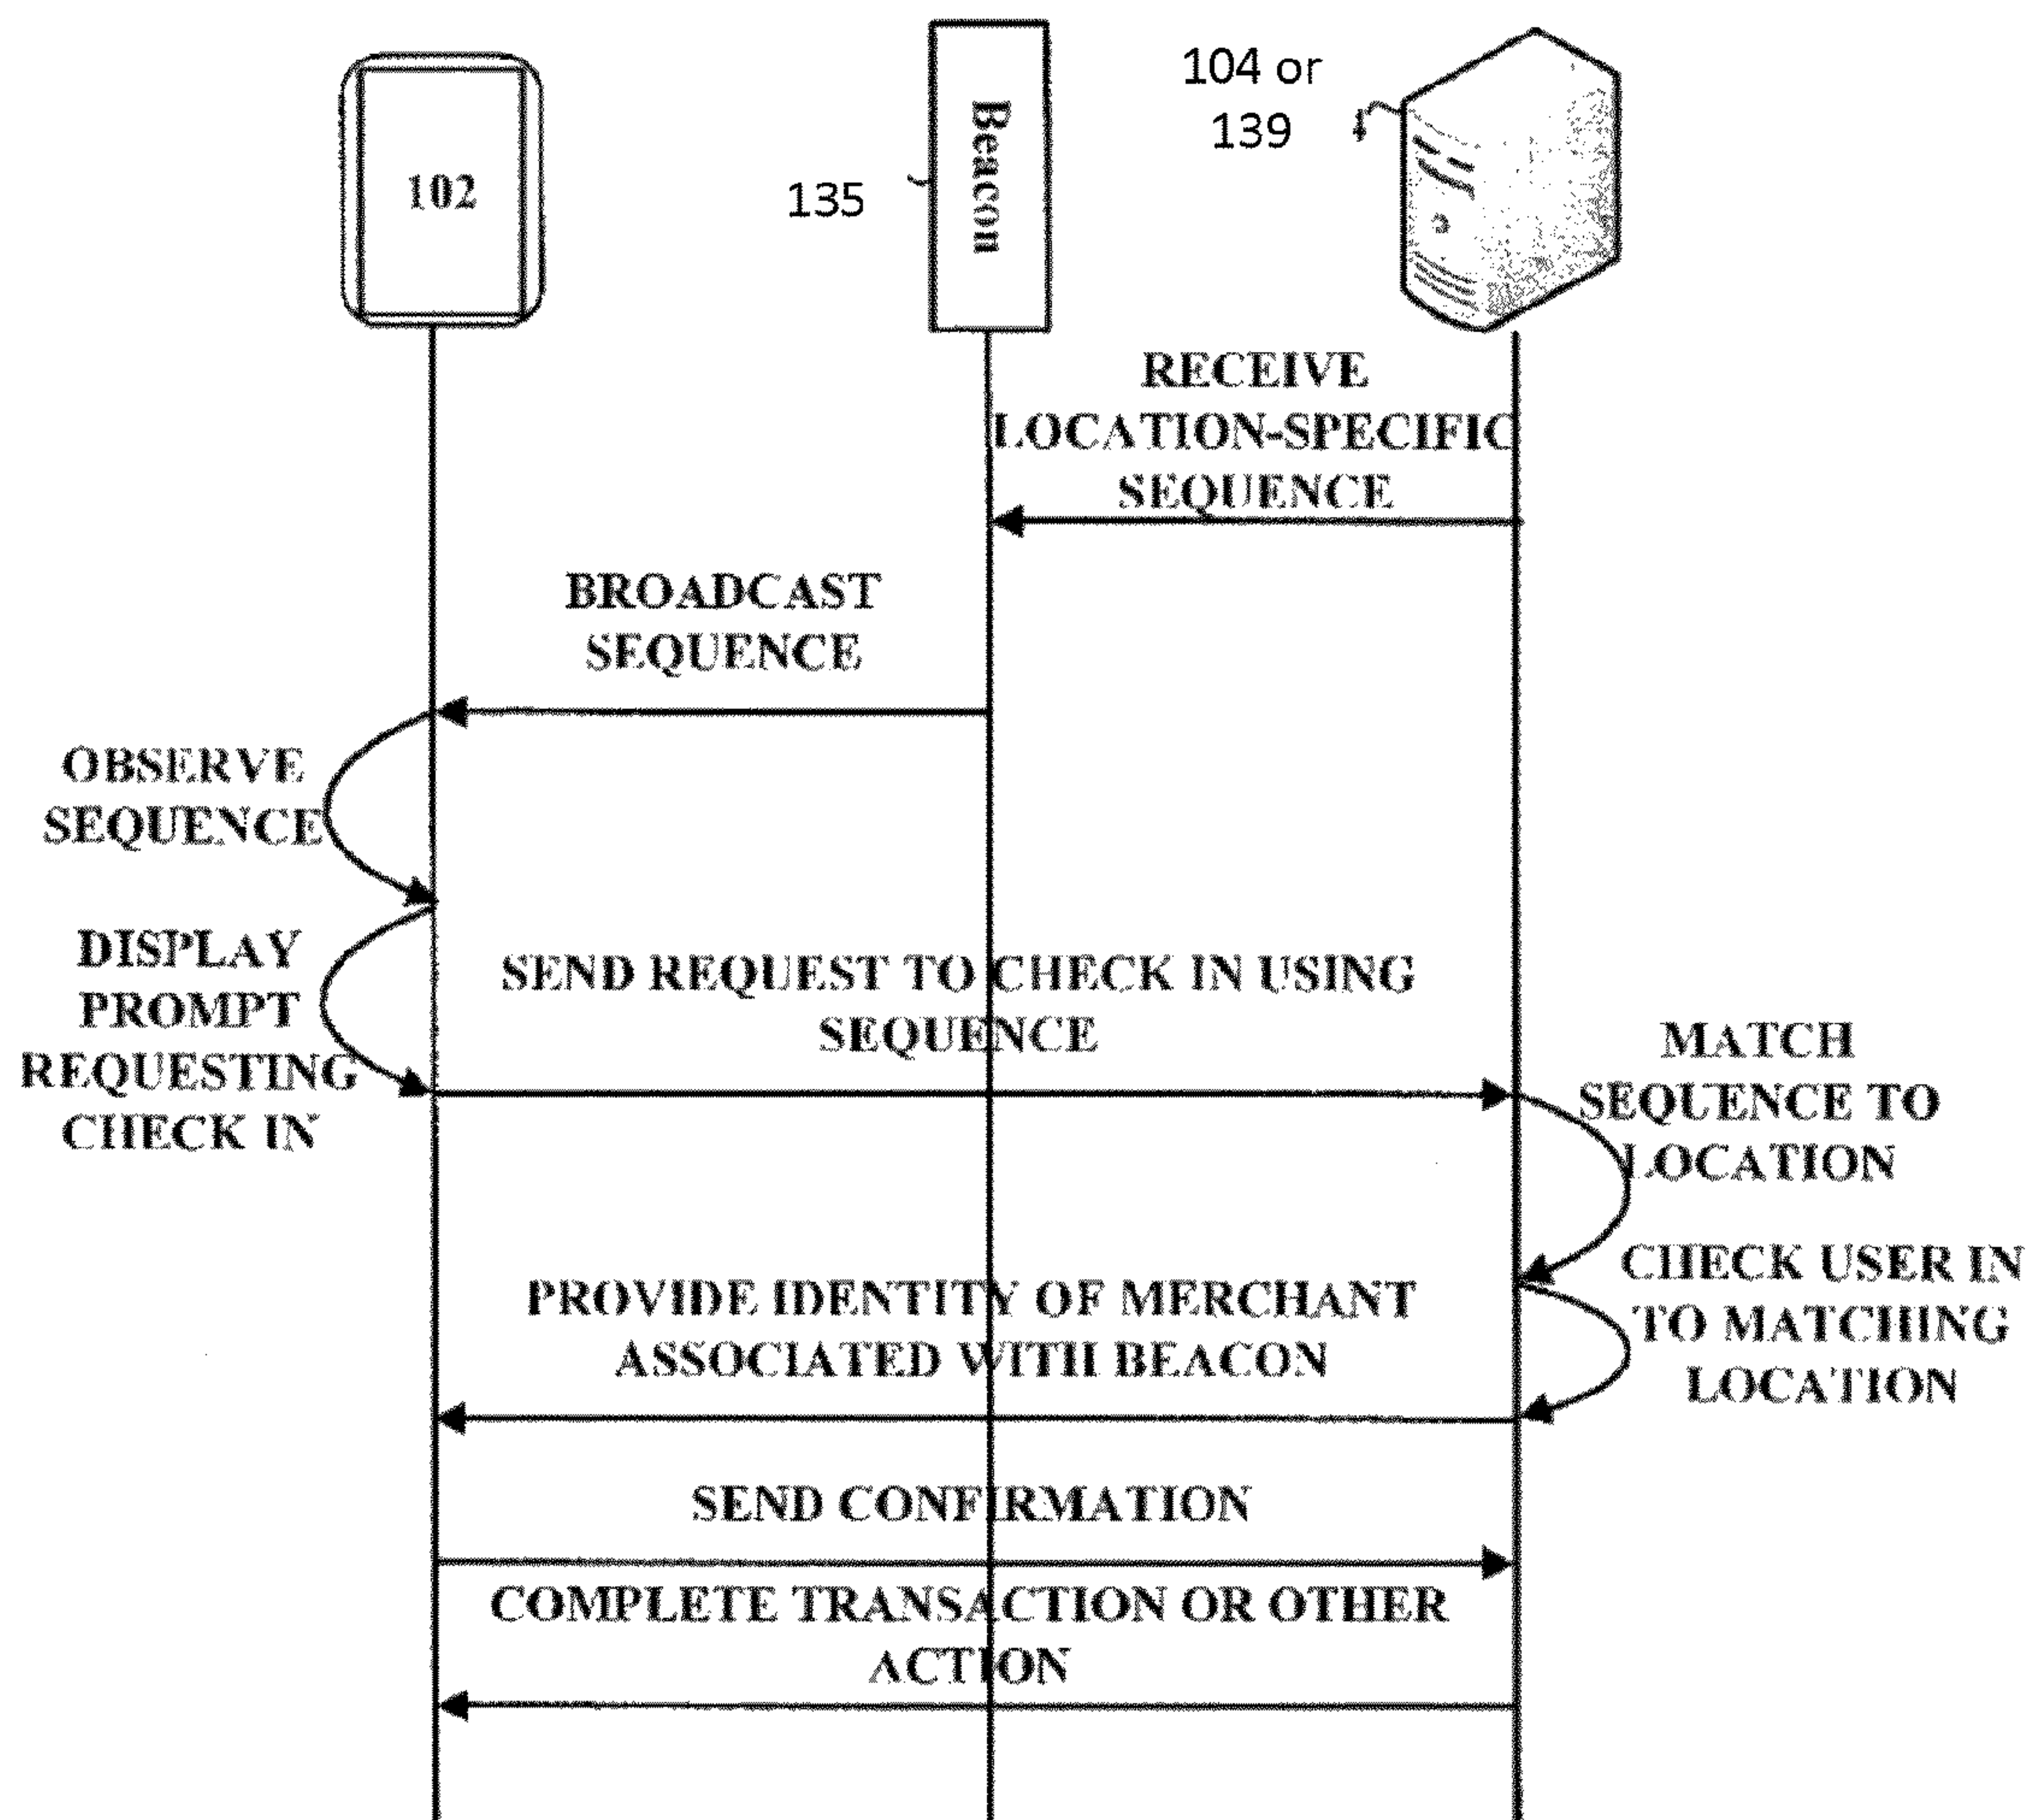 102
135
Beacon
104 or
139
RECEIVE
LOCATION-SPECIFIC
SEQUENCE
BROADCAST
SEQUENCE
OBSERVE
SEQUENCE
DISPLAY
PROMPT
REQUESTING
CHECK IN
SEND REQUEST TO CHECK IN USING
SEQUENCE
MATCH
SEQUENCE TO
LOCATION
CHECK USER IN
TO MATCHING
LOCATION
PROVIDE IDENTITY OF MERCHANT
ASSOCIATED WITH BEACON
SEND CONFIRMATION
COMPLETE TRANSACTION OR OTHER
ACTION